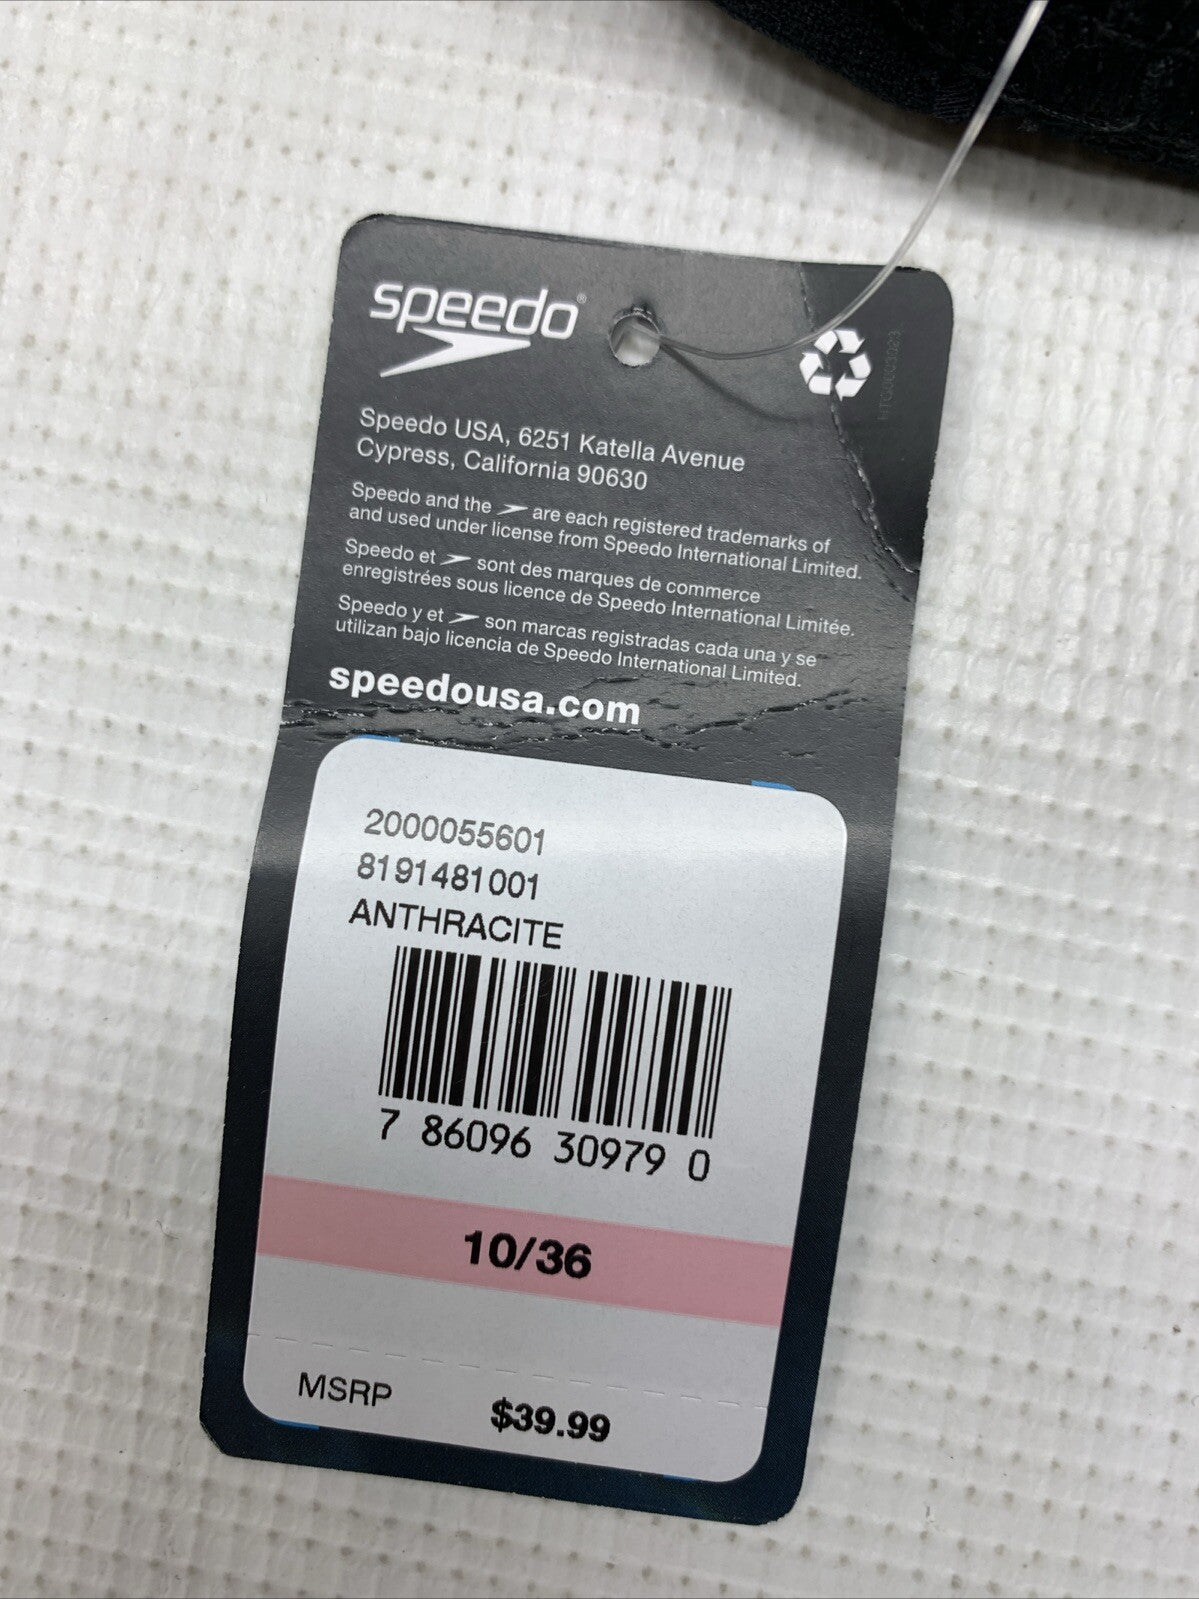 speedo®
Speedo USA, 6251 Katella Avenue
Cypress, California 90630
Speedo and the are each registered trademarks of
and used under license from Speedo International Limited.
Speedo et sont des marques de commerce
enregistrées sous licence de Speedo International Limitée.
Speedo y et son marcas registradas cada una y se
utilizan bajo licencia de Speedo International Limited.
speedousa.com
2000055601
8191481001
ANTHRACITE
7 86096 30979 0
10/36
MSRP $39.99